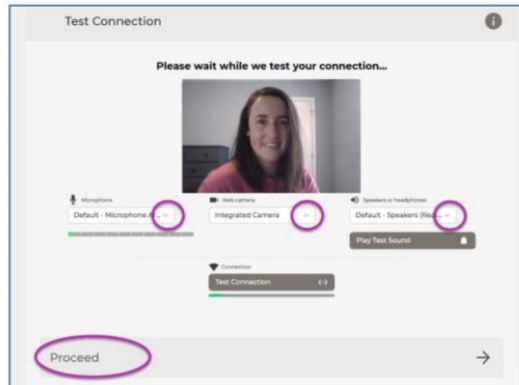 Test Connection
Please wait while we test your connection...
Microphone
Web camera
Speakers or headphones
Default - Microphone A...
Integrated Camera
Default - Speakers (Rea...
Play Test Sound
Connection
Test Connection
Proceed